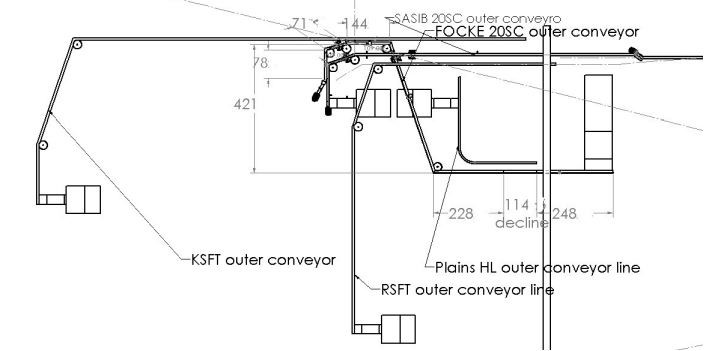 SASIB 20SC outer conveyro
71
144
FOCKE 20SC outer conveyor
78
421
114
228
248
decline
KSFT outer conveyor
Plains HL outer conveyor line
RSFT outer conveyor line